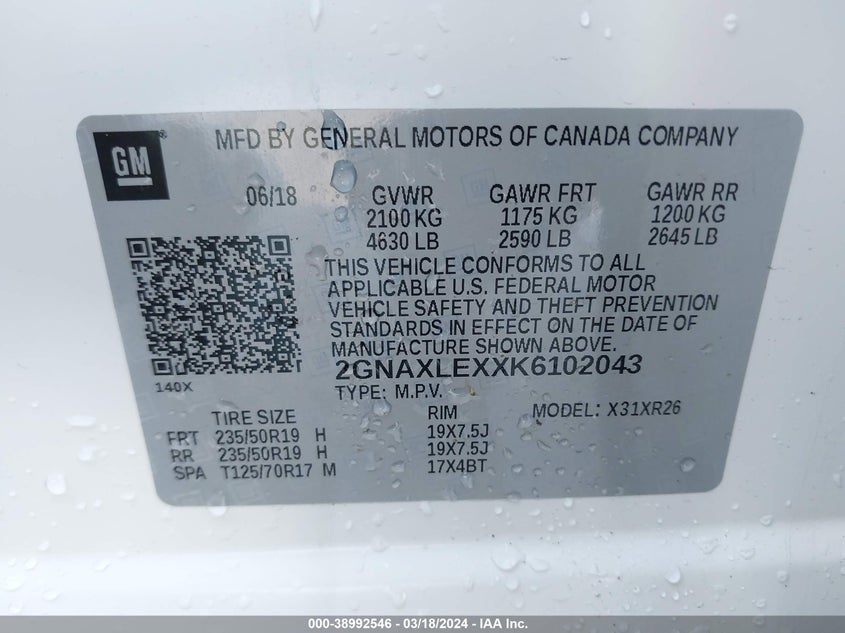 GM
MFD BY GENERAL MOTORS OF CANADA COMPANY
06/18 GVWR GAWR FRT GAWR RR
2100 KG 1175 KG 1200 KG
4630 LB 2590 LB 2645 LB
THIS VEHICLE CONFORMS TO ALL
APPLICABLE U.S. FEDERAL MOTOR
VEHICLE SAFETY AND THEFT PREVENTION
STANDARDS IN EFFECT ON THE DATE OF
MANUFACTURE SHOWN ABOVE.
140X
2GNAXLEXXK6102043
TYPE: M.P.V.
TIRE SIZE RIM MODEL: X31XR26
FRT 235/50R19 H 19X7.5J
RR 235/50R19 H 19X7.5J
SPA T125/70R17 M 17X4BT
000-38992546 - 03/18/2024 - IAA Inc.